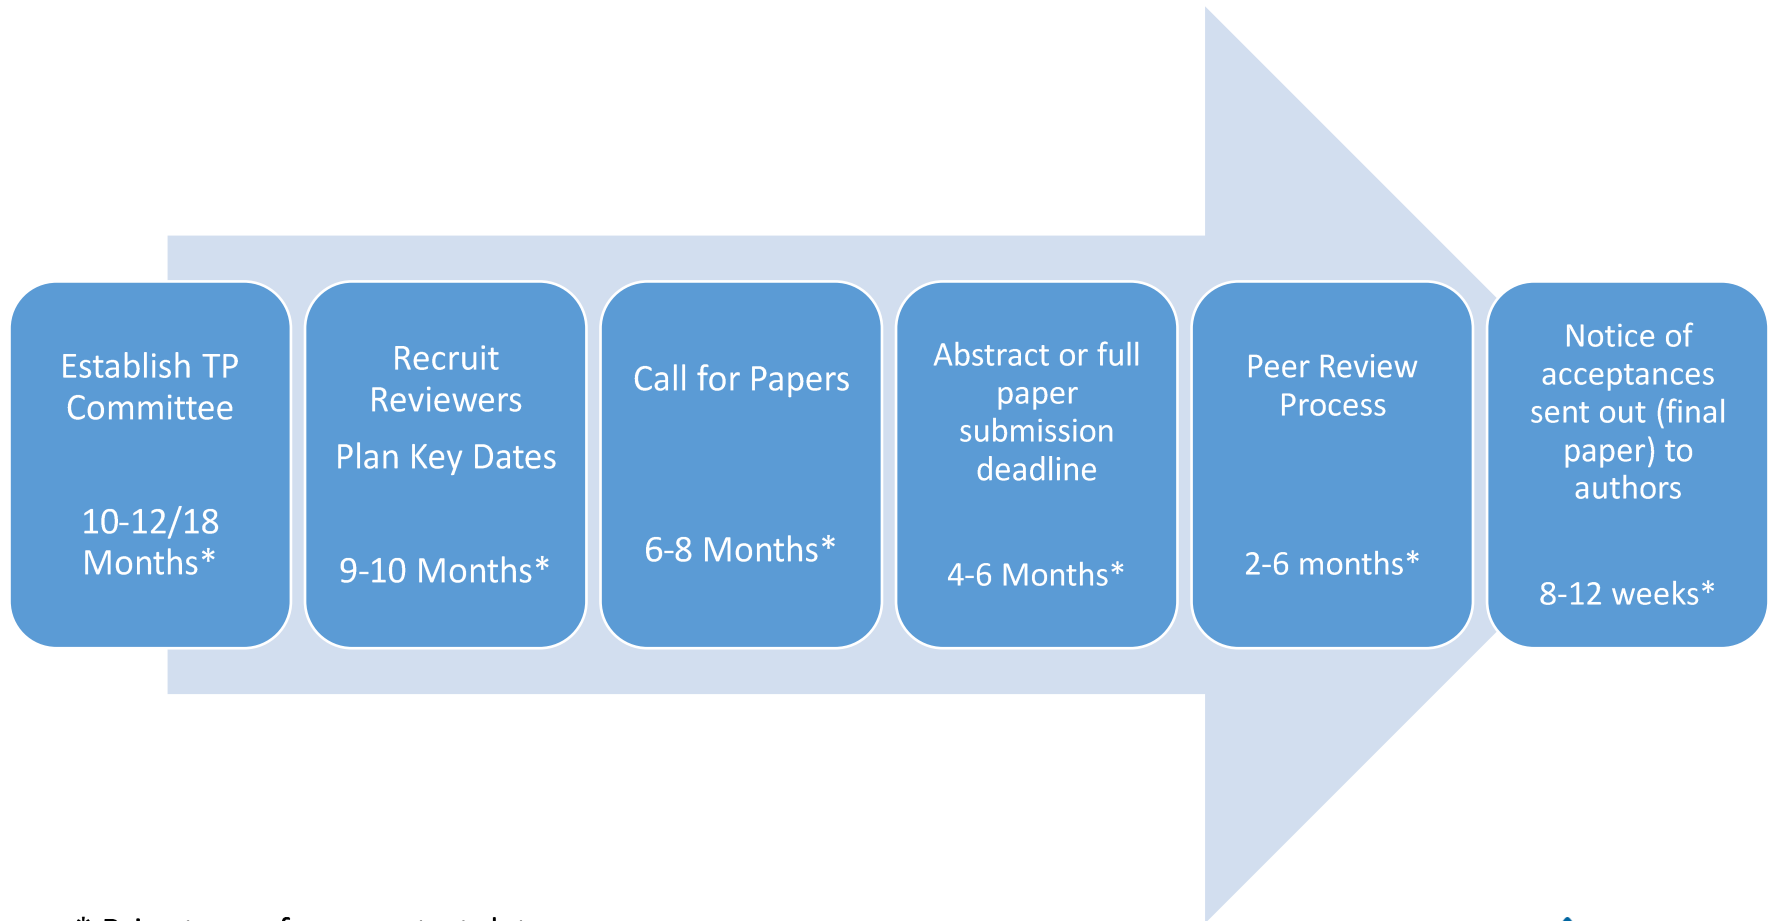 Establish TP
Committee
10-12/18
Months*
Recruit
Reviewers
Plan Key Dates
9-10 Months*
Call for Papers
6-8 Months*
Abstract or full
paper
submission
deadline
4-6 Months*
Peer Review
Process
2-6 months*
Notice of
acceptances
sent out (final
paper) to
authors
8-12 weeks*